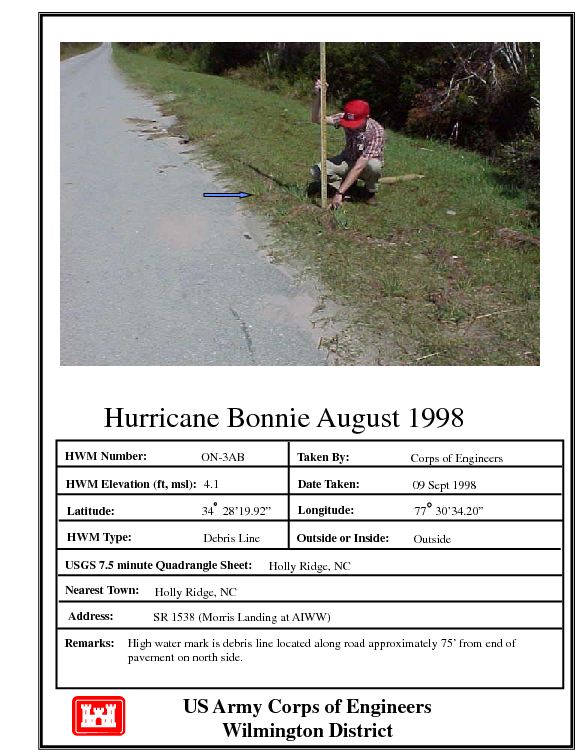 Hurricane Bonnie August 1998
HWM Number: ON-3AB Taken By: Corps of Engineers
HWM Elevation (ft, msl): 4.1 Date Taken: 09 Sept 1998
Latitude: 34° 28’19.92” Longitude: 77° 30’34.20”
HWM Type: Debris Line Outside or Inside: Outside
USGS 7.5 minute Quadrangle Sheet: Holly Ridge, NC
Nearest Town: Holly Ridge, NC
Address: SR 1538 (Morris Landing at AIWW)
Remarks: High water mark is debris line located along road approximately 75’ from end of
pavement on north side.
US Army Corps of Engineers
Wilmington District